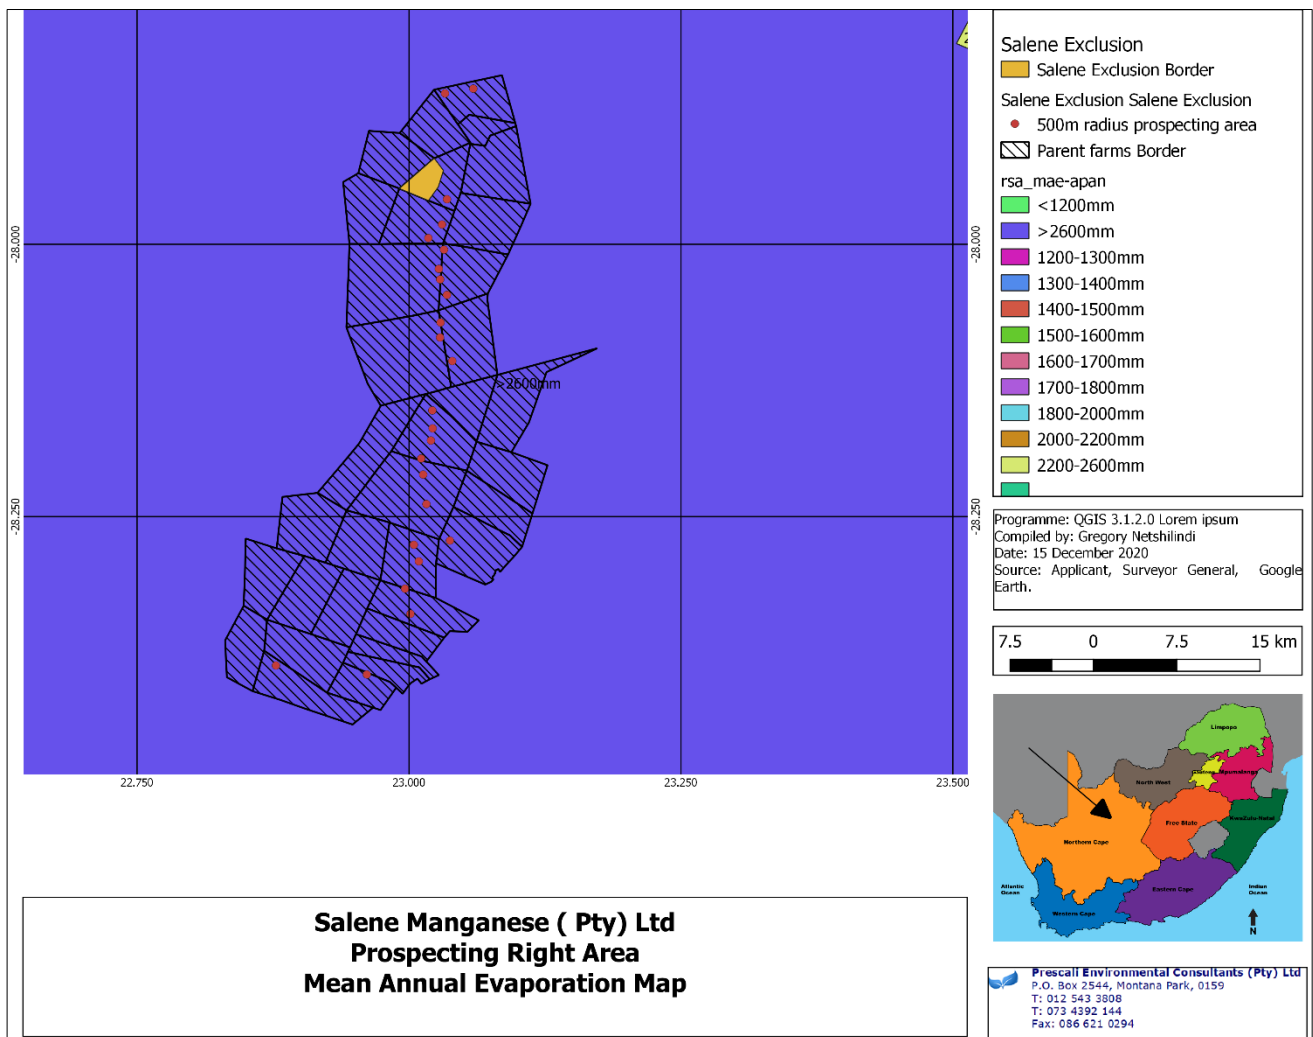 Salene Exclusion
Salene Exclusion Border
Salene Exclusion Salene Exclusion
500m radius prospecting area
Parent farms Border
rsa_mae-apan
<1200mm
>2600mm
1200-1300mm
1300-1400mm
1400-1500mm
1500-1600mm
1600-1700mm
1700-1800mm
1800-2000mm
2000-2200mm
2200-2600mm
-28.000
-28.000
>2600mm
-28.250
-28.250
22.750
23.000
23.250
23.500
Programme: QGIS 3.1.2.0 Lorem ipsum
Compiled by: Gregory Netshilindi
Date: 15 December 2020
Source: Applicant, Surveyor General, Google
Earth.
7.5 0 7.5 15 km
Limpopo
North West
Mpumalanga
Free State
KwaZulu-Natal
Northern Cape
Eastern Cape
Western Cape
Atlantic
Ocean
Indian
Ocean
N
Salene Manganese ( Pty) Ltd
Prospecting Right Area
Mean Annual Evaporation Map
Prescali Environmental Consultants (Pty) Ltd
P.O. Box 2544, Montana Park, 0159
T: 012 543 3808
T: 073 4392 144
Fax: 086 621 0294